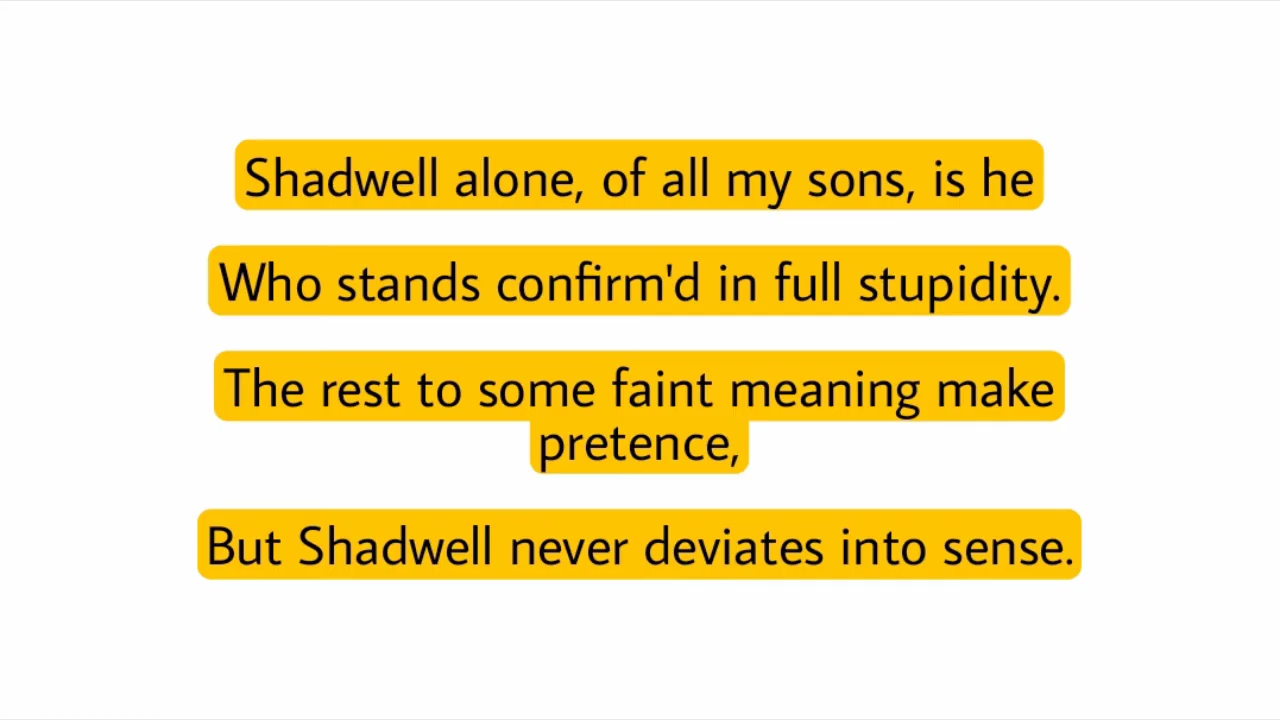 Shadwell alone, of all my sons, is he
Who stands confirm'd in full stupidity.
The rest to some faint meaning make
pretence,
But Shadwell never deviates into sense.